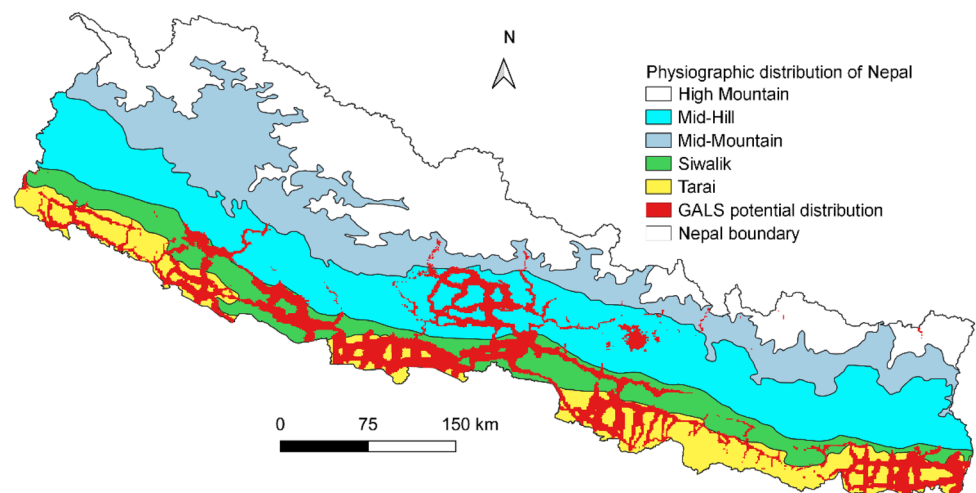 N
Physiographic distribution of Nepal
High Mountain
Mid-Hill
Mid-Mountain
Siwalik
Tarai
GALS potential distribution
Nepal boundary
0 75 150 km